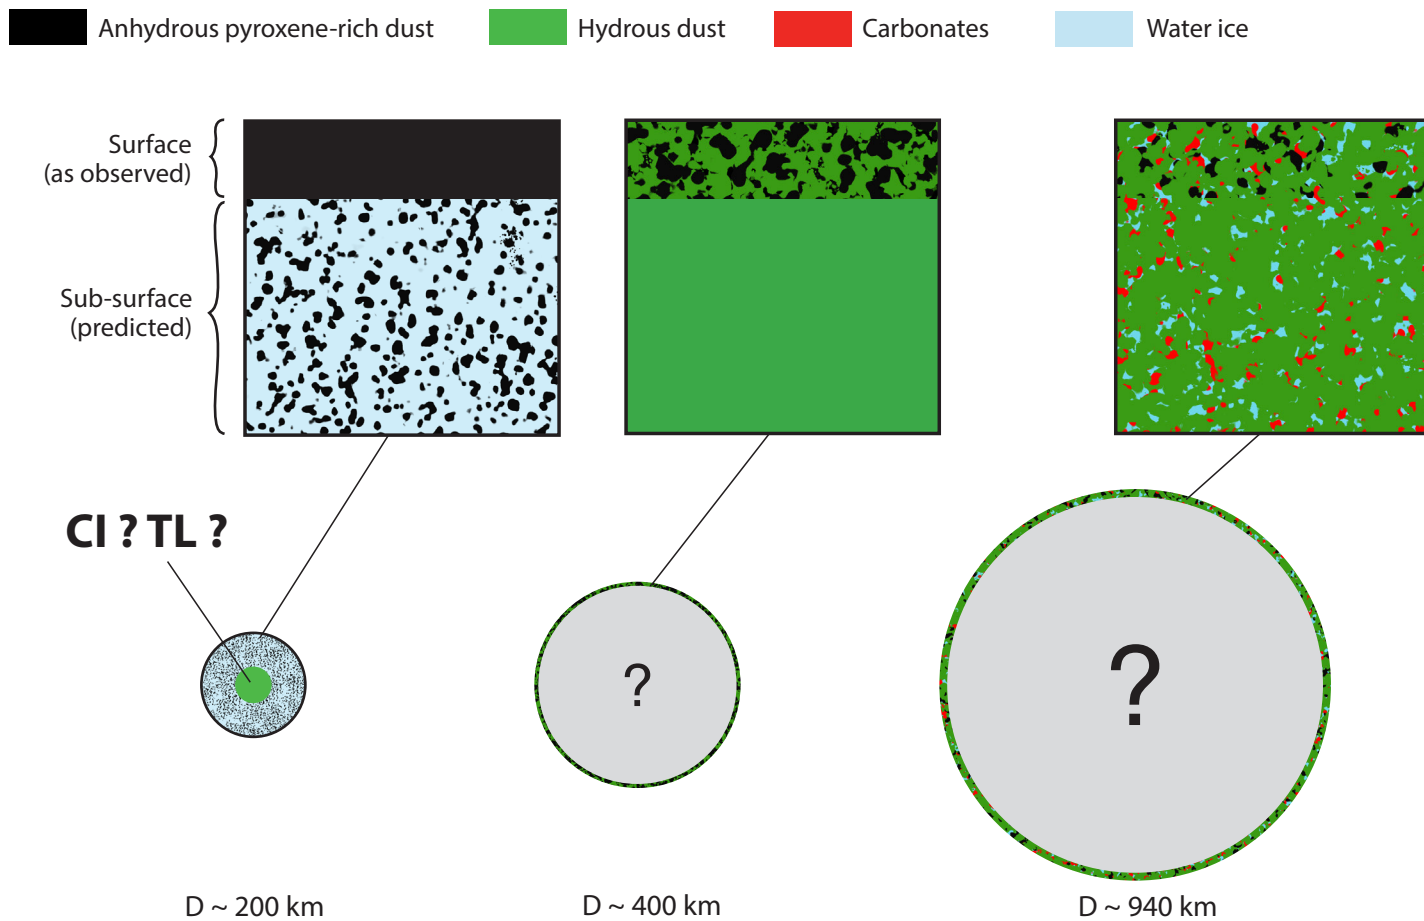 Anhydrous pyroxene-rich dust
Hydrous dust
Carbonates
Water ice
Surface
(as observed)
Sub-surface
(predicted)
CI ? TL ?
?
?
D ~ 200 km
D ~ 400 km
D ~ 940 km